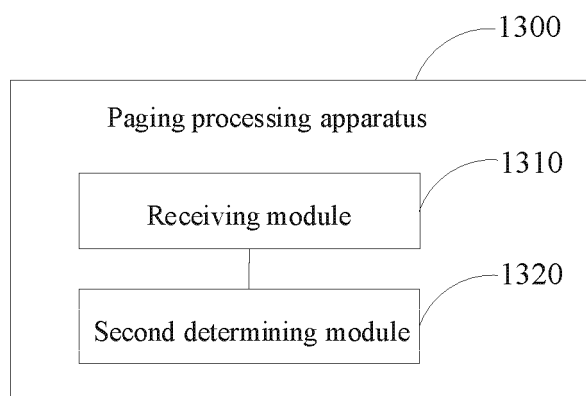 1300
Paging processing apparatus
1310
Receiving module
1320
Second determining module